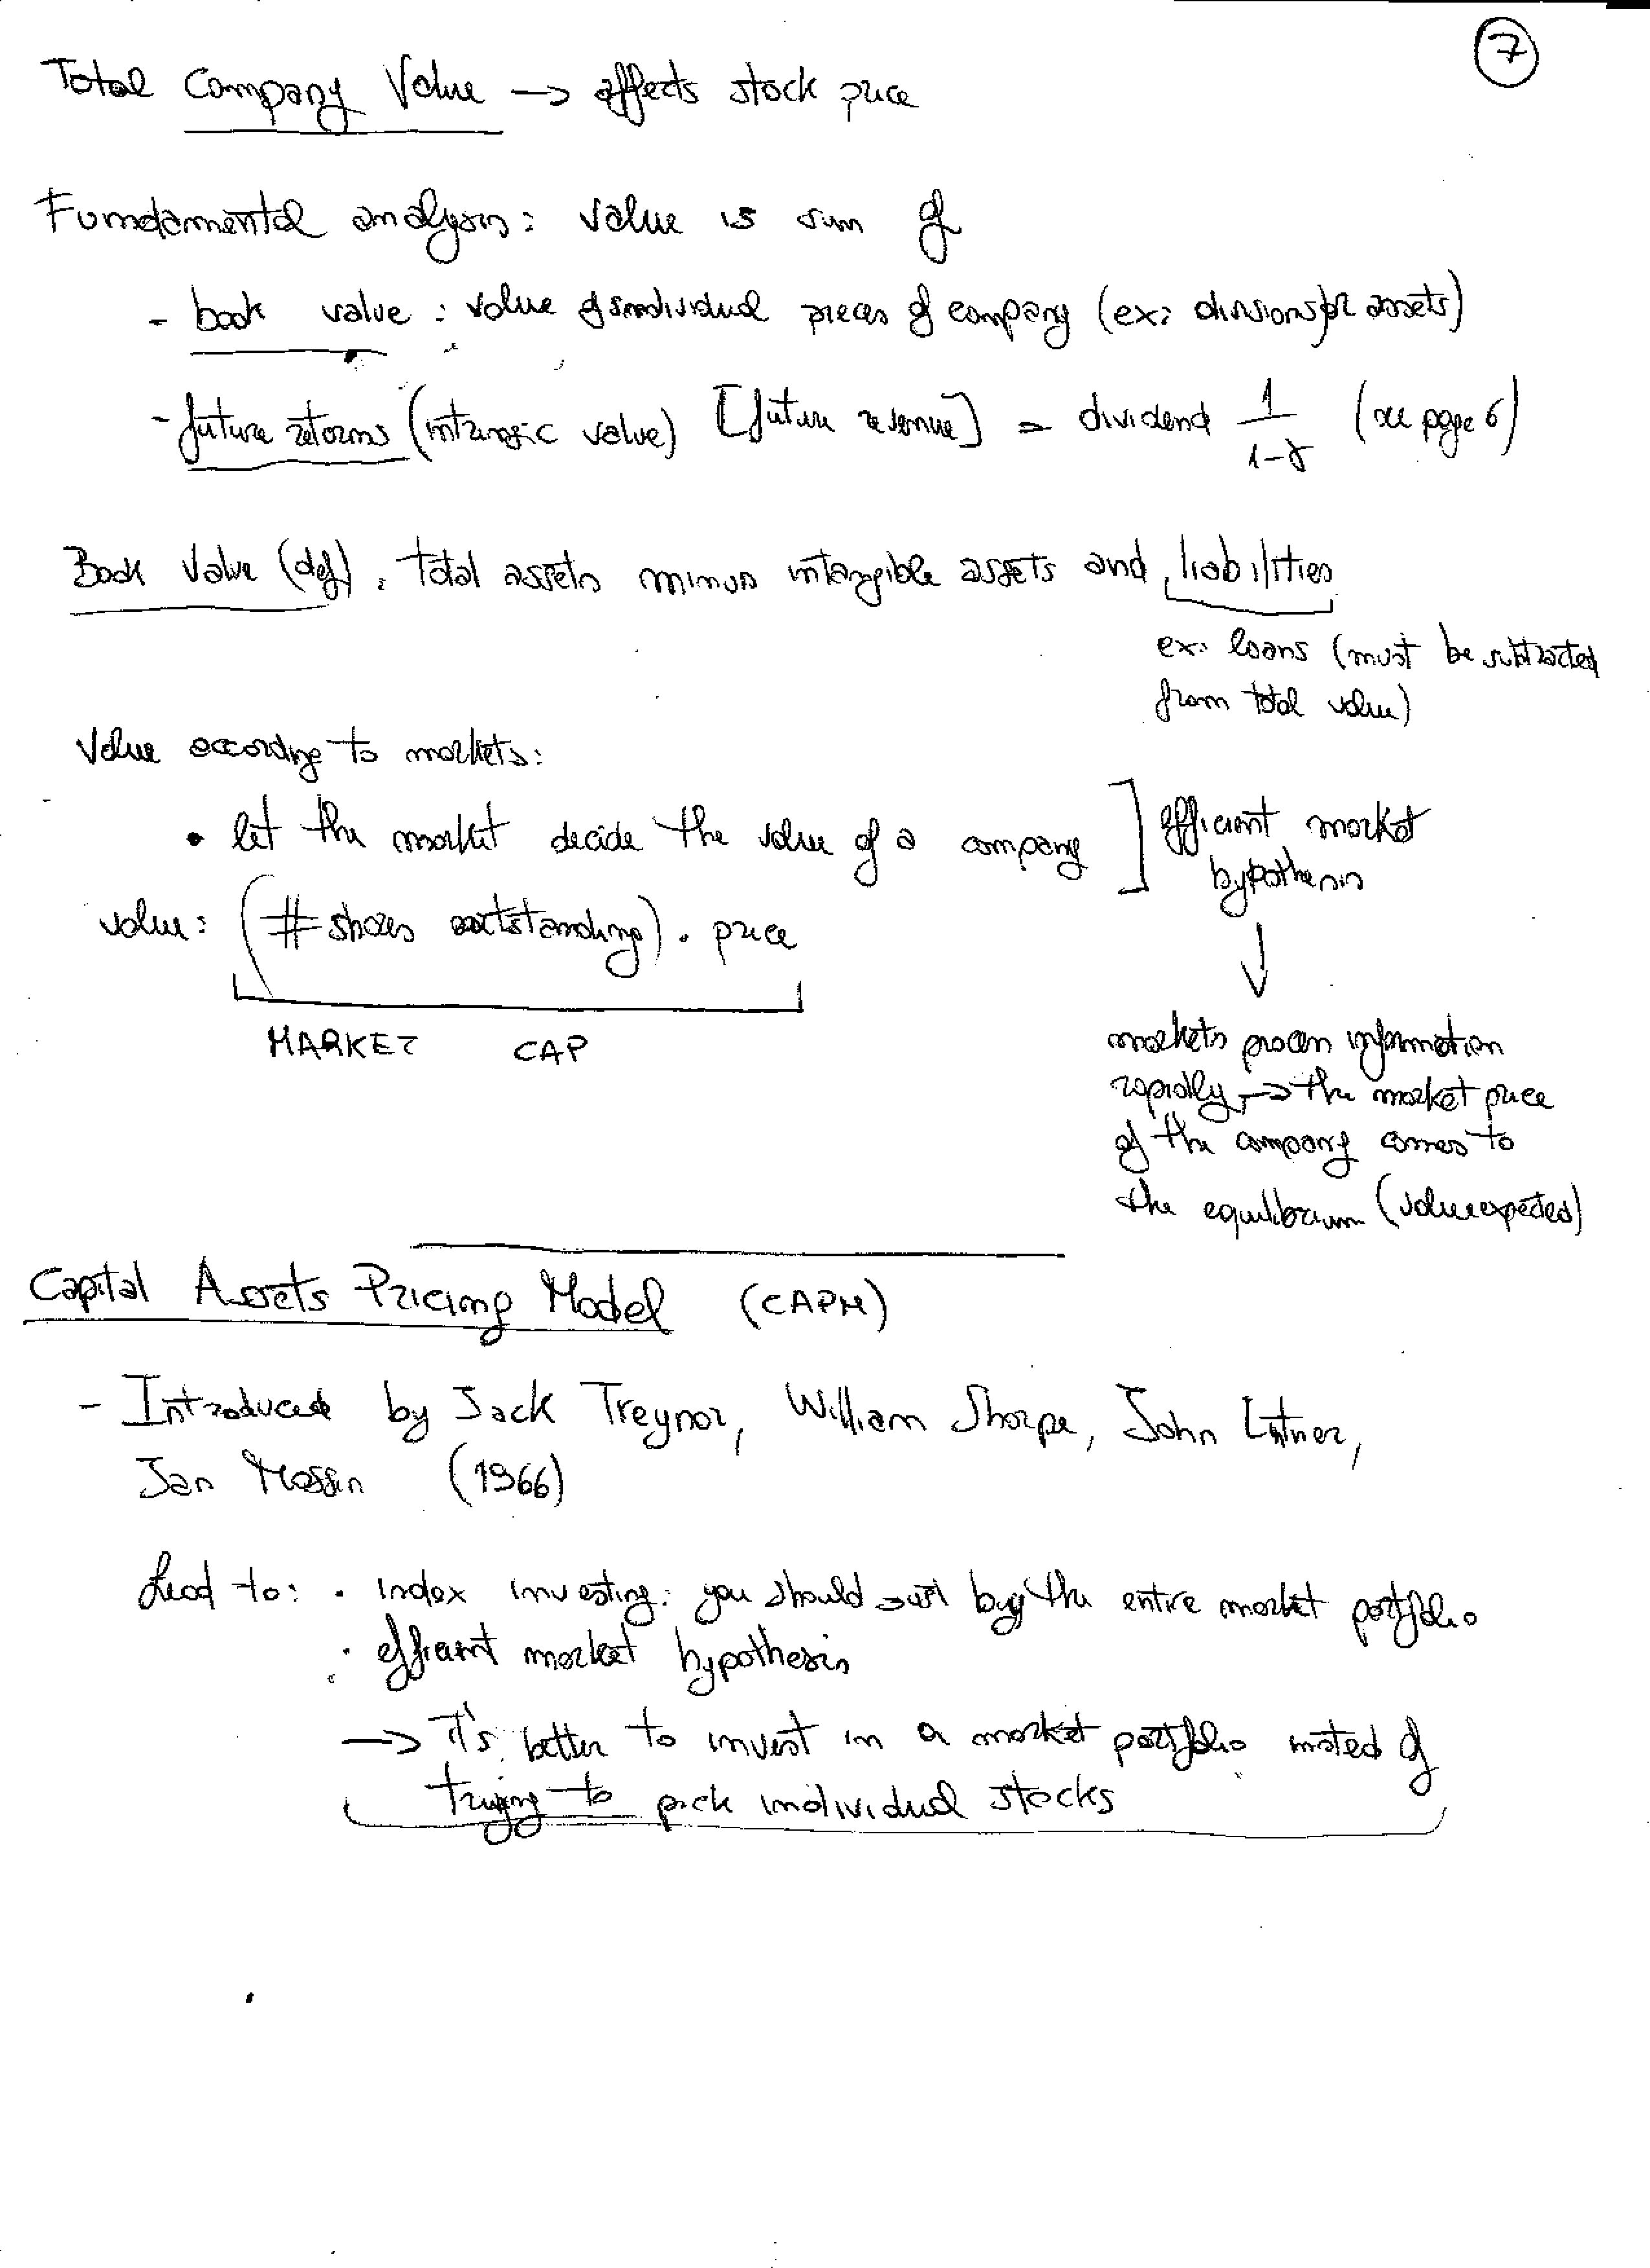 7
Total Company Value → affects stock price
Fundamental analysis: value is sum of
- book value: value of individual pieces of company (ex: divisions or assets)
- future returns (intrinsic value) [future revenue] = dividend 1/(1-γ) (see page 6)
Book Value (def): total assets minus intangible assets and liabilities
ex: loans (must be subtracted
from total value)
Value according to markets:
• let the market decide the value of a company ] efficient market
hypothesis
value: (# shares outstanding) . price
MARKET CAP
↓
markets process information
rapidly → the market price
of the company comes to
the equilibrium (value expected)
Capital Assets Pricing Model (CAPM)
- Introduced by Jack Treynor, William Sharpe, John Litner,
Jan Mossin (1966)
Lead to: • index investing: you should just buy the entire market portfolio
• efficient market hypothesis
→ it's better to invest in a market portfolio insted of
trying to pick individual stocks